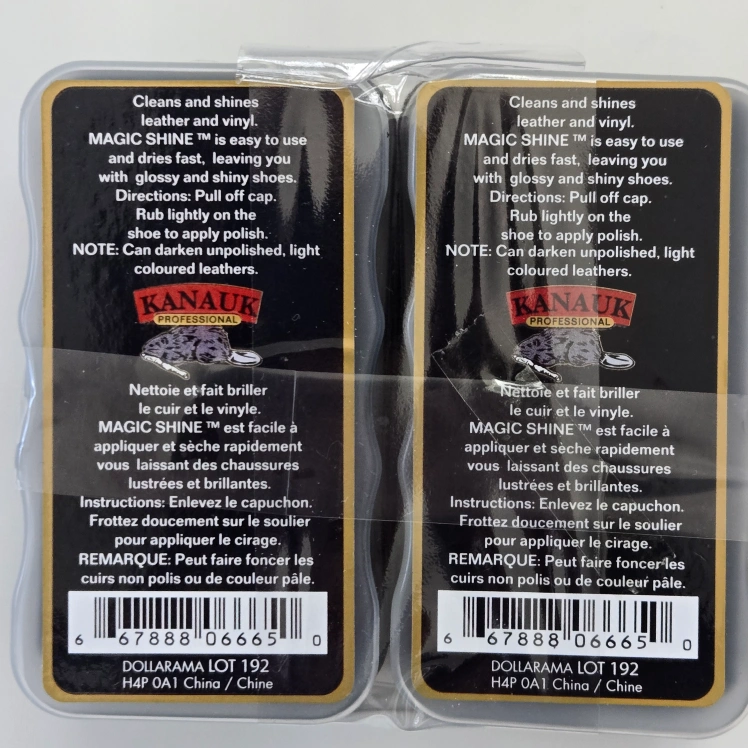 Cleans and shines
leather and vinyl.
MAGIC SHINE ™ is easy to use
and dries fast, leaving you
with glossy and shiny shoes.
Directions: Pull off cap.
Rub lightly on the
shoe to apply polish.
NOTE: Can darken unpolished, light
coloured leathers.
KANAUK
PROFESSIONAL
Nettoie et fait briller
le cuir et le vinyle.
MAGIC SHINE ™ est facile à
appliquer et sèche rapidement
vous laissant des chaussures
lustrées et brillantes.
Instructions: Enlevez le capuchon.
Frottez doucement sur le soulier
pour appliquer le cirage.
REMARQUE: Peut faire foncer les
cuirs non polis ou de couleur pâle.
6 67888 06665 0
DOLLARAMA LOT 192
H4P 0A1 China / Chine
Cleans and shines
leather and vinyl.
MAGIC SHINE ™ is easy to use
and dries fast, leaving you
with glossy and shiny shoes.
Directions: Pull off cap.
Rub lightly on the
shoe to apply polish.
NOTE: Can darken unpolished, light
coloured leathers.
KANAUK
PROFESSIONAL
Nettoie et fait briller
le cuir et le vinyle.
MAGIC SHINE ™ est facile à
appliquer et sèche rapidement
vous laissant des chaussures
lustrées et brillantes.
Instructions: Enlevez le capuchon.
Frottez doucement sur le soulier
pour appliquer le cirage.
REMARQUE: Peut faire foncer les
cuirs non polis ou de couleur pâle.
6 67888 06665 0
DOLLARAMA LOT 192
H4P 0A1 China / Chine